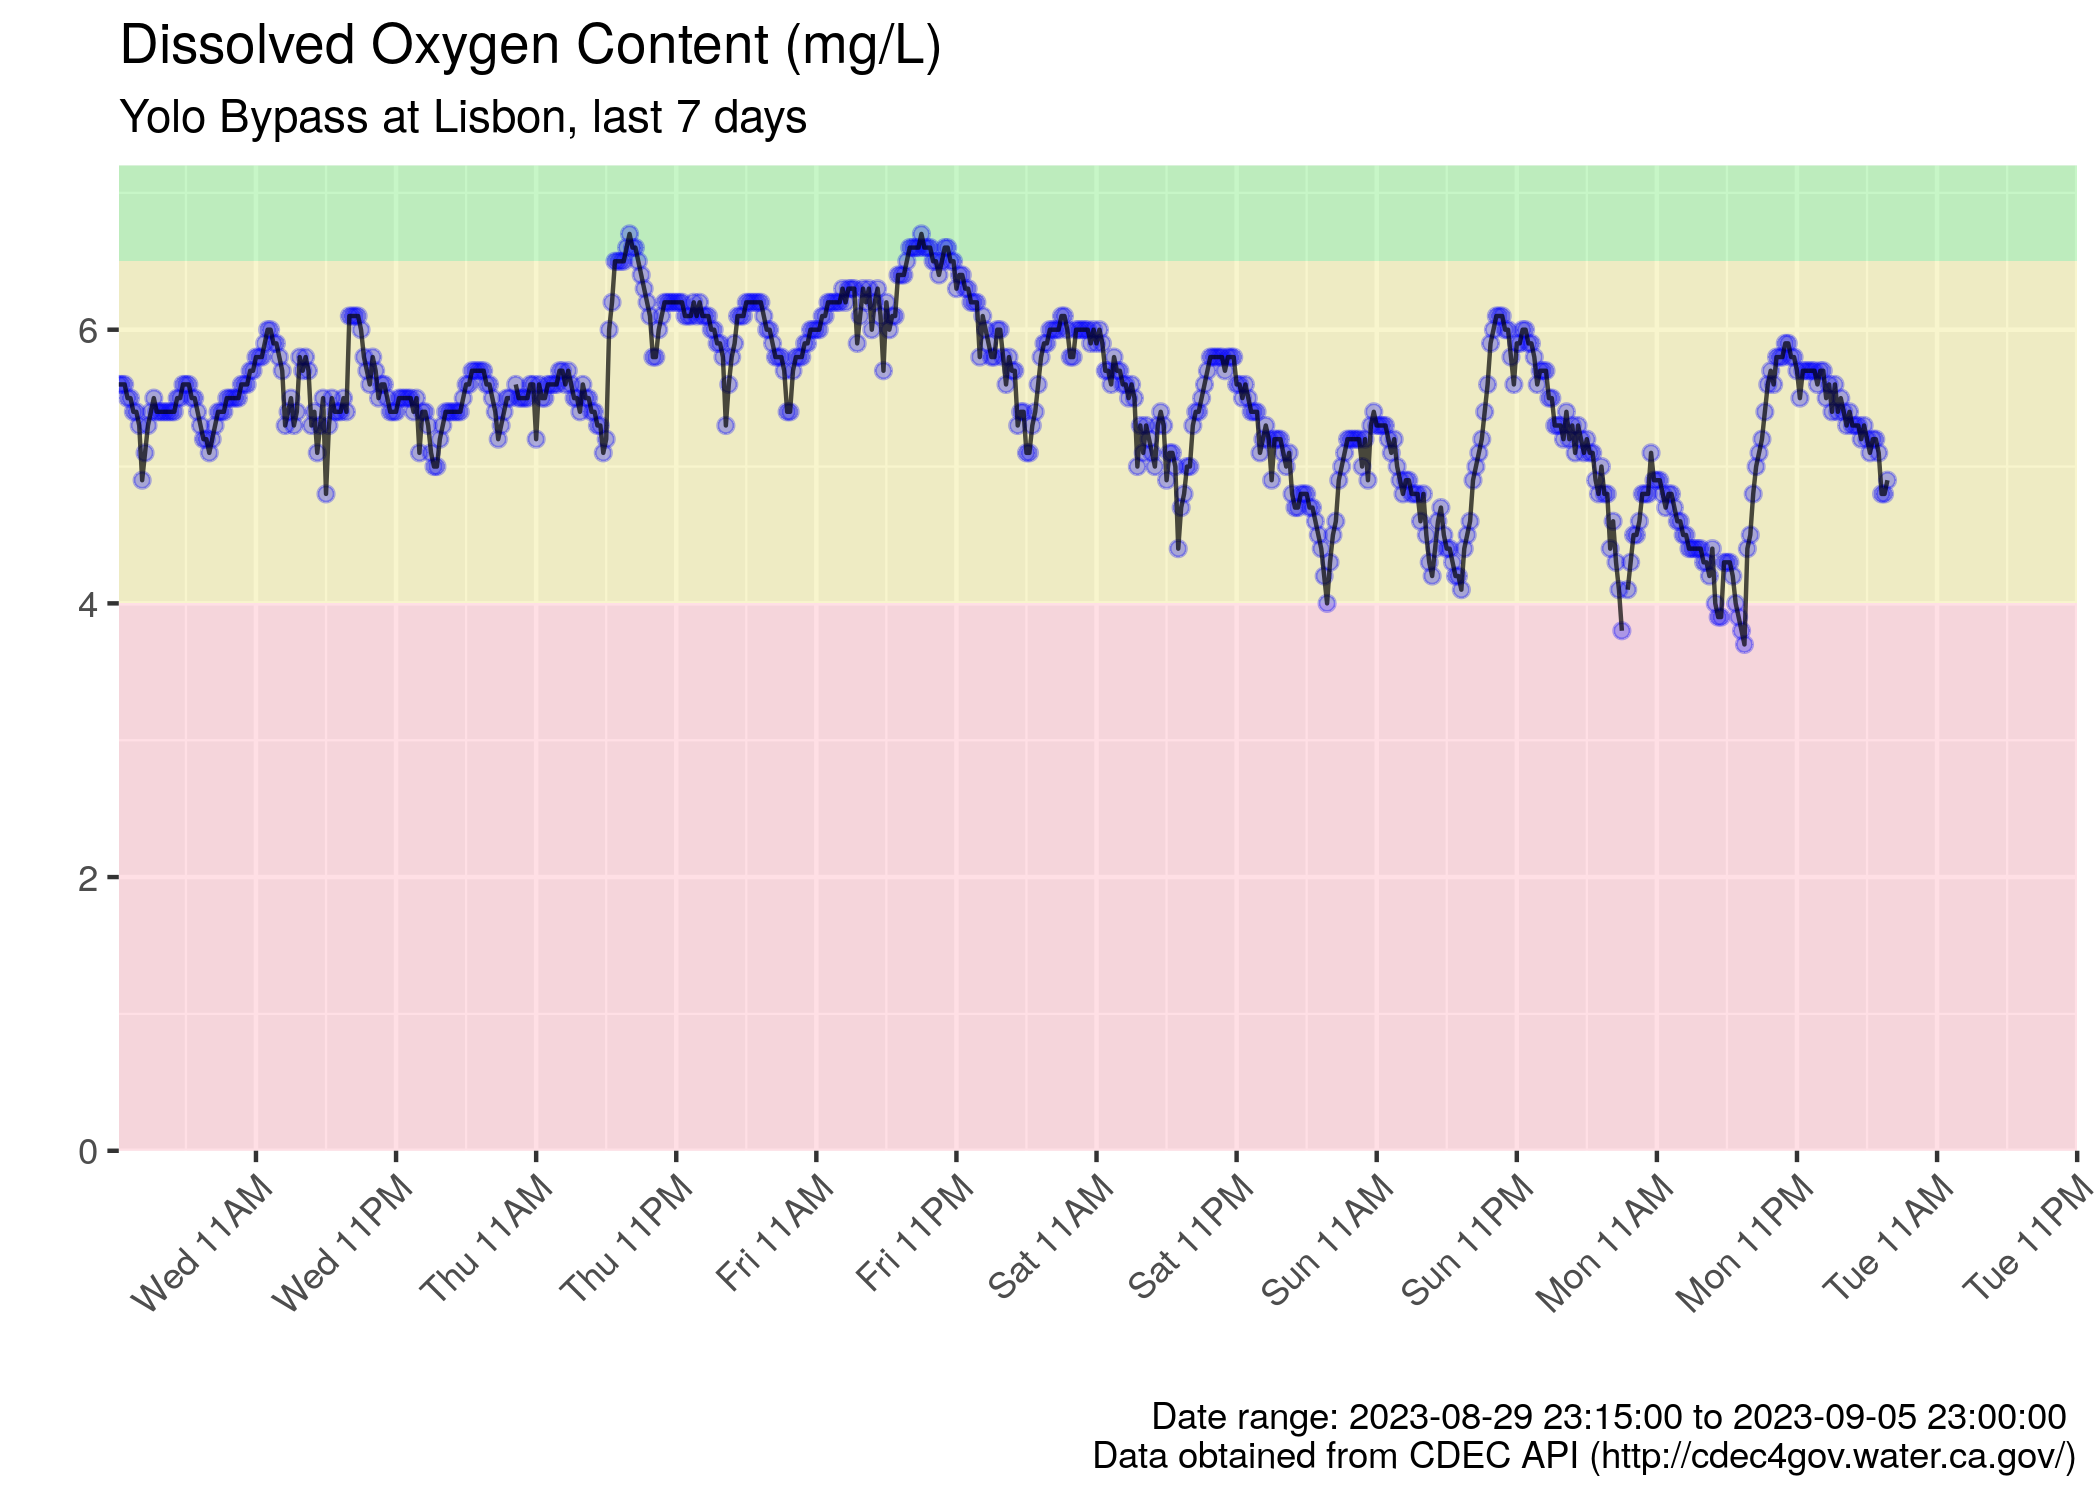 Dissolved Oxygen Content (mg/L)
Yolo Bypass at Lisbon, last 7 days
6
4
2
0
Wed 11AM
Wed 11PM
Thu 11AM
Thu 11PM
Fri 11AM
Fri 11PM
Sat 11AM
Sat 11PM
Sun 11AM
Sun 11PM
Mon 11AM
Mon 11PM
Tue 11AM
Tue 11PM
Date range: 2023-08-29 23:15:00 to 2023-09-05 23:00:00
Data obtained from CDEC API (http://cdec4gov.water.ca.gov/)